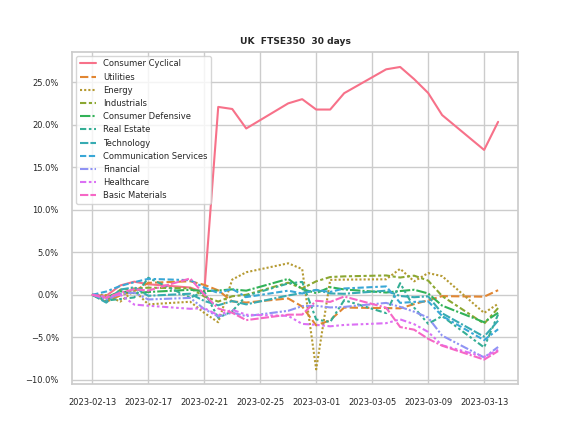 UK FTSE350 30 days
Consumer Cyclical
Utilities
Energy
Industrials
Consumer Defensive
Real Estate
Technology
Communication Services
Financial
Healthcare
Basic Materials
25.0%
20.0%
15.0%
10.0%
5.0%
0.0%
−5.0%
−10.0%
2023-02-13 2023-02-17 2023-02-21 2023-02-25 2023-03-01 2023-03-05 2023-03-09 2023-03-13